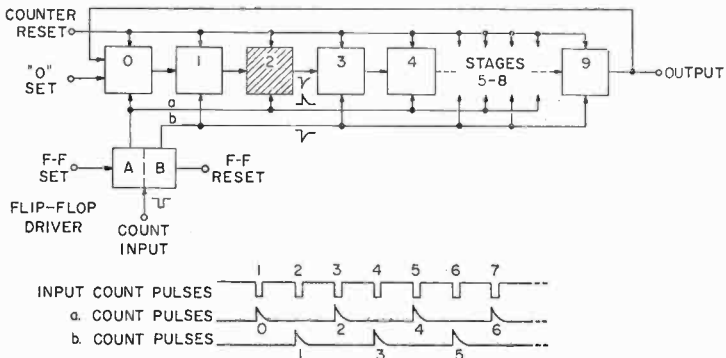 COUNTER
RESET
"O"
SET
0
1
2
3
4
STAGES
5-8
9
OUTPUT
a
b
F-F
SET
A
B
F-F
RESET
FLIP-FLOP
DRIVER
COUNT
INPUT
1 2 3 4 5 6 7
INPUT COUNT PULSES
a. COUNT PULSES
0 2 4 6
b. COUNT PULSES
1 3 5